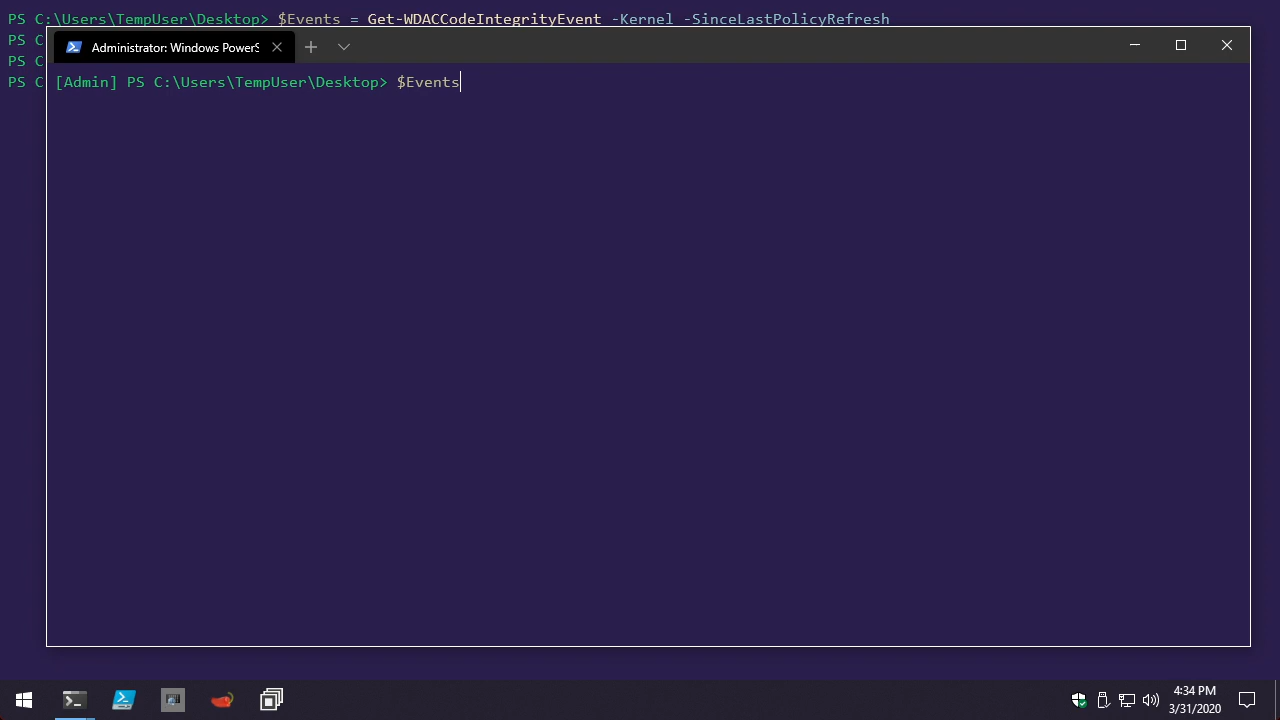 PS C:\Users\TempUser\Desktop> $Events = Get-WDACCodeIntegrityEvent -Kernel -SinceLastPolicyRefresh
PS C
PS C
PS C
Administrator: Windows PowerS
[Admin] PS C:\Users\TempUser\Desktop> $Events
4:34 PM
3/31/2020